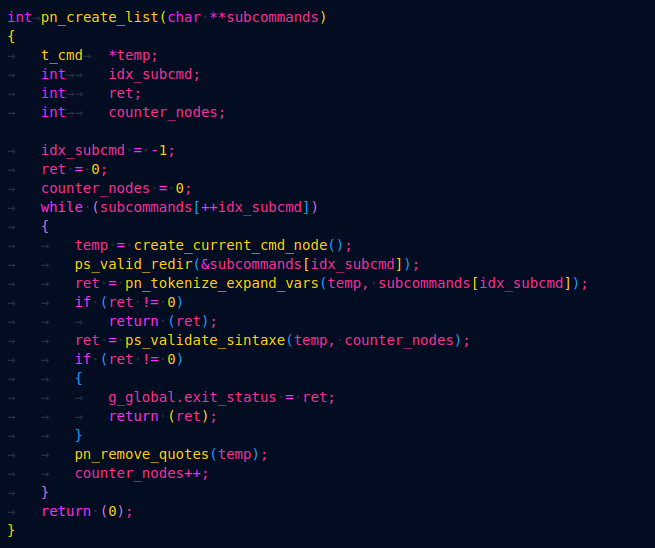 int pn_create_list(char **subcommands)
{
	t_cmd	*temp;
	int		idx_subcmd;
	int		ret;
	int		counter_nodes;

	idx_subcmd = -1;
	ret = 0;
	counter_nodes = 0;
	while (subcommands[++idx_subcmd])
	{
		temp = create_current_cmd_node();
		ps_valid_redir(&subcommands[idx_subcmd]);
		ret = pn_tokenize_expand_vars(temp, subcommands[idx_subcmd]);
		if (ret != 0)
			return (ret);
		ret = ps_validate_sintaxe(temp, counter_nodes);
		if (ret != 0)
		{
			g_global.exit_status = ret;
			return (ret);
		}
		pn_remove_quotes(temp);
		counter_nodes++;
	}
	return (0);
}